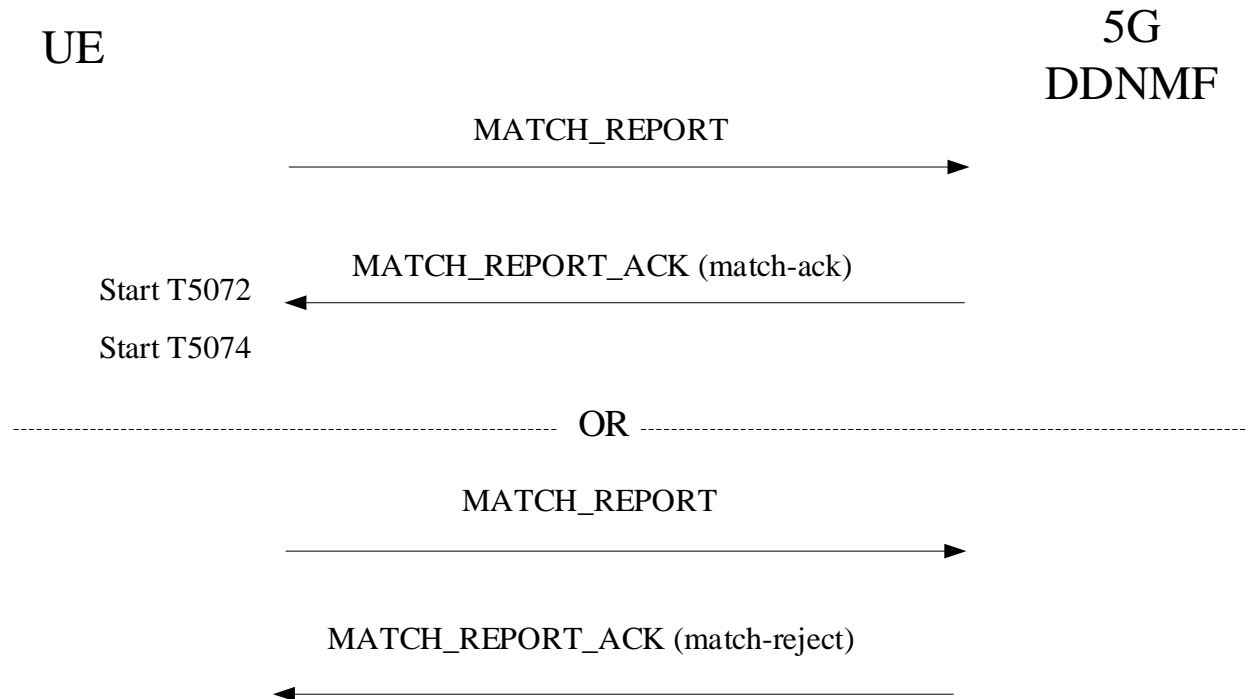 UE
5G
DDNMF
MATCH_REPORT
MATCH_REPORT_ACK (match-ack)
Start T5072
Start T5074
OR
MATCH_REPORT
MATCH_REPORT_ACK (match-reject)